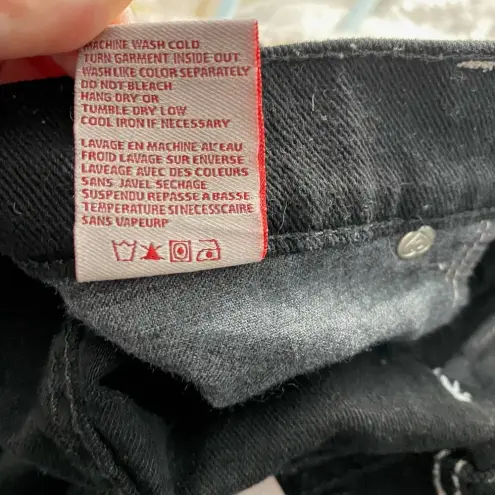 MACHINE WASH COLD
TURN GARMENT INSIDE OUT
WASH LIKE COLOR SEPARATELY
DO NOT BLEACH
HANG DRY OR
TUMBLE DRY LOW
COOL IRON IF NECESSARY
LAVAGE EN MACHINE AL'EAU
FROID LAVAGE SUR ENVERSE
LAVEAGE AVEC DES COULEURS
SANS JAVEL SECHAGE
SUSPENDU REPASSE A BASSE
TEMPERATURE SI NECESSCAIRE
SANS VAPEURP